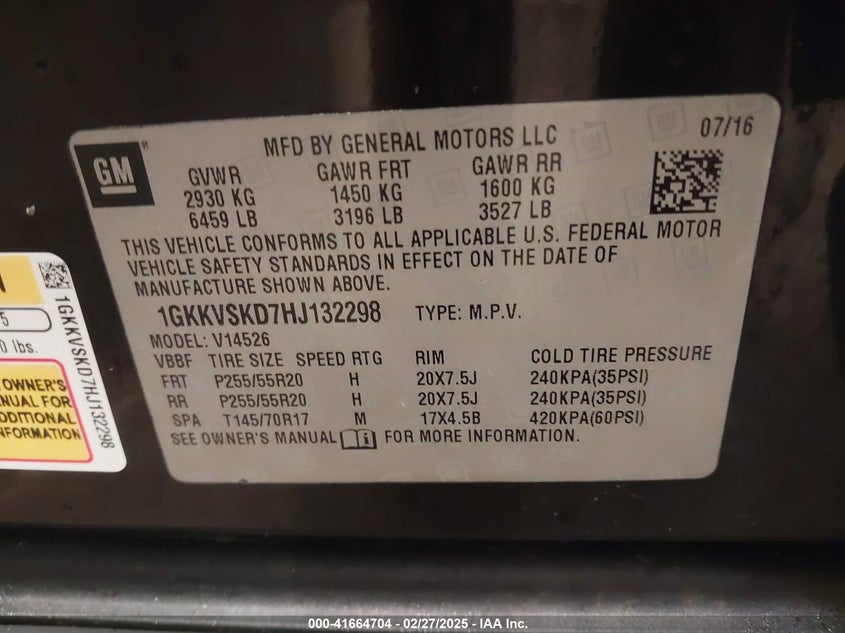 MFD BY GENERAL MOTORS LLC
07/16
GM
GVWR GAWR FRT GAWR RR
2930 KG 1450 KG 1600 KG
6459 LB 3196 LB 3527 LB
THIS VEHICLE CONFORMS TO ALL APPLICABLE U.S. FEDERAL MOTOR
VEHICLE SAFETY STANDARDS IN EFFECT ON THE DATE OF
MANUFACTURE SHOWN ABOVE.
1GKKVSKD7HJ132298 TYPE: M.P.V.
MODEL: V14526
VBBF TIRE SIZE SPEED RTG RIM COLD TIRE PRESSURE
FRT P255/55R20 H 20X7.5J 240KPA(35PSI)
RR P255/55R20 H 20X7.5J 240KPA(35PSI)
SPA T145/70R17 M 17X4.5B 420KPA(60PSI)
SEE OWNER'S MANUAL FOR MORE INFORMATION.
N
5
0 lbs.
OWNER'S
MANUAL FOR
ADDITIONAL
INFORMATION
1GKKVSKD7HJ132298
000-41664704 - 02/27/2025 - IAA Inc.